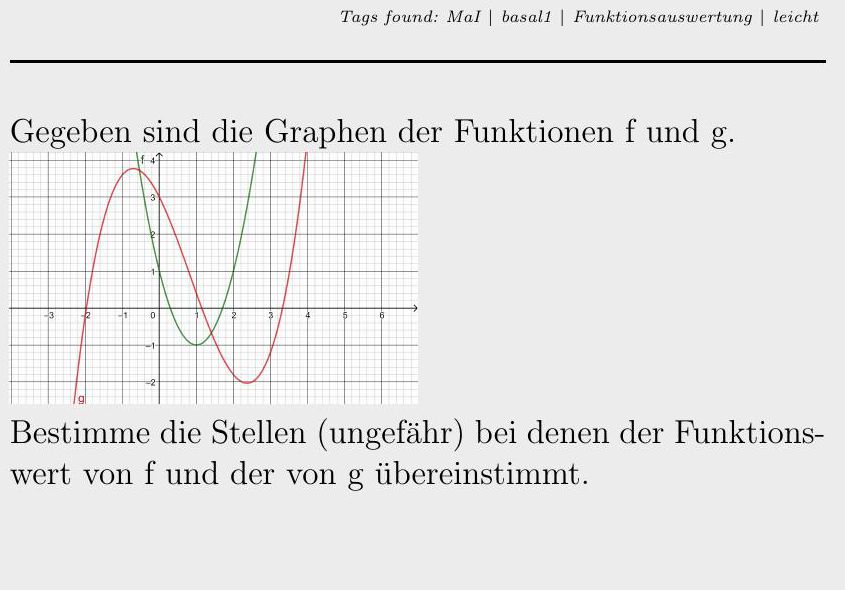 Tags found: MaI | basal1 | Funktionsauswertung | leicht
Gegeben sind die Graphen der Funktionen f und g.
f 4
3
2
1
−3 −2 −1 0 1 2 3 4 5 6
−1
−2
g
Bestimme die Stellen (ungefähr) bei denen der Funktions-
wert von f und der von g übereinstimmt.